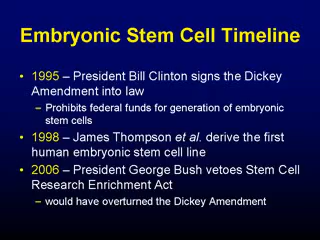 Embryonic Stem Cell Timeline
• 1995 – President Bill Clinton signs the Dickey
Amendment into law
– Prohibits federal funds for generation of embryonic
stem cells
• 1998 – James Thompson et al. derive the first
human embryonic stem cell line
• 2006 – President George Bush vetoes Stem Cell
Research Enrichment Act
– would have overturned the Dickey Amendment